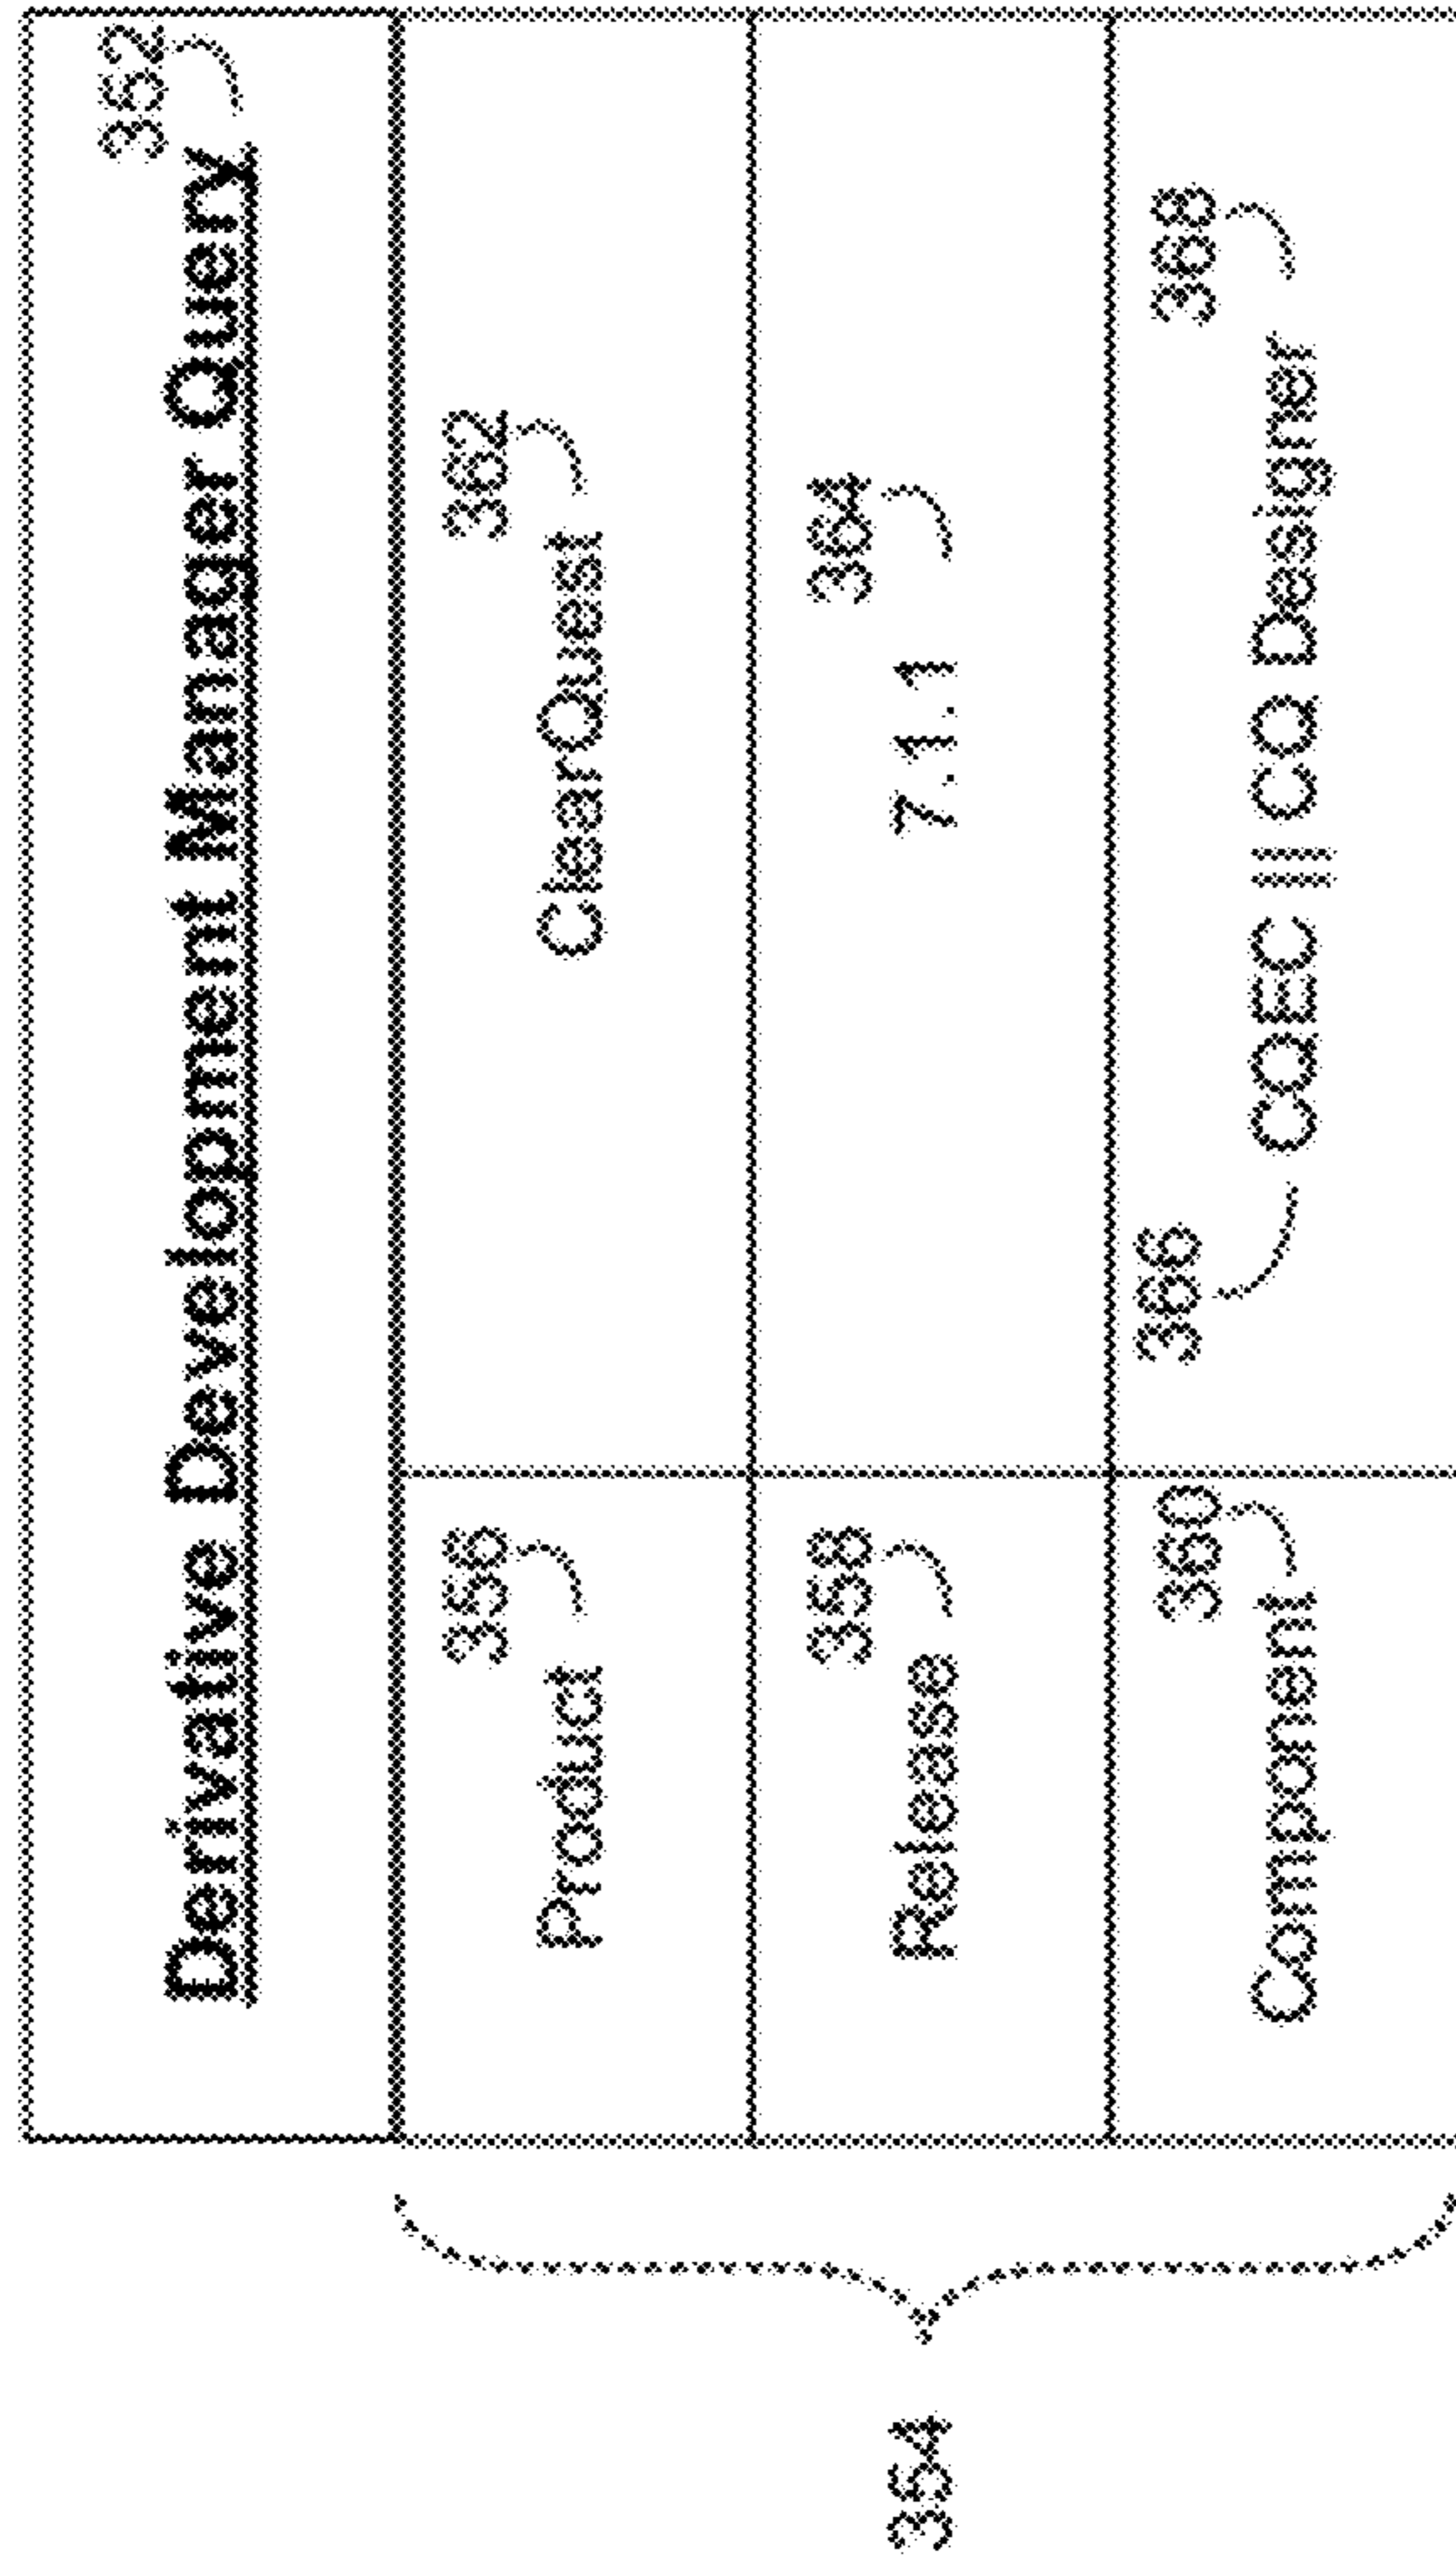 352
Derivative Development Manager Query
356
362
Product
ClearQuest
354
358
364
Release
7.1.1
360
366
368
Component
CQEC || CQ Designer